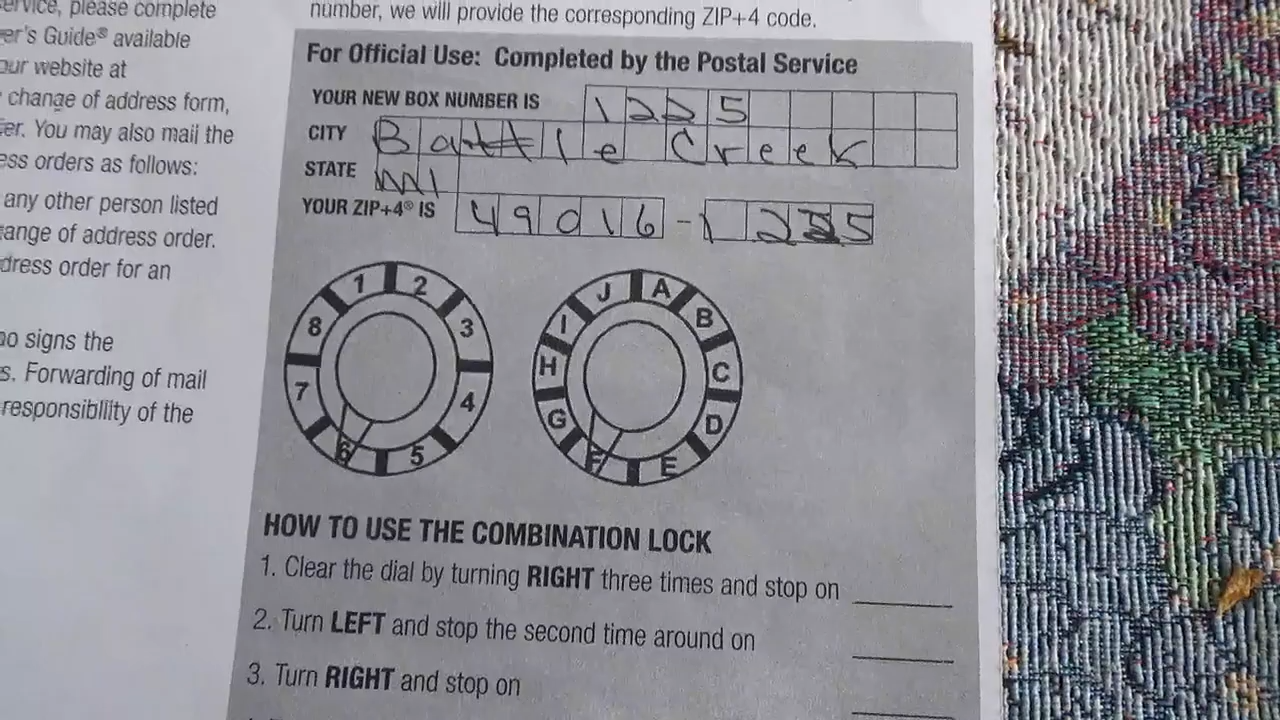 ervice, please complete
er's Guide® available
our website at
change of address form,
er. You may also mail the
ess orders as follows:
any other person listed
ange of address order.
dress order for an
no signs the
s. Forwarding of mail
responsibility of the
number, we will provide the corresponding ZIP+4 code.
For Official Use: Completed by the Postal Service
YOUR NEW BOX NUMBER IS 1225
CITY Battle Creek
STATE MI
YOUR ZIP+4® IS 49016-1225
1 2 3 4 5 6 7 8
A B C D E F G H I J
HOW TO USE THE COMBINATION LOCK
1. Clear the dial by turning RIGHT three times and stop on
2. Turn LEFT and stop the second time around on
3. Turn RIGHT and stop on